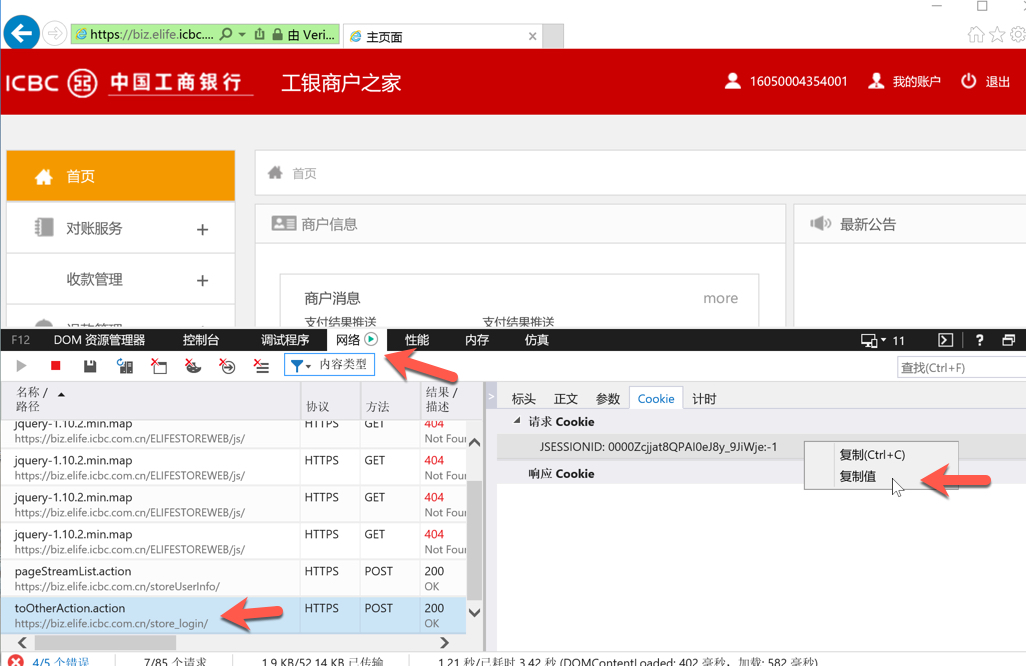 https://biz.elife.icbc.... 由 Veri... 主页面
ICBC 中国工商银行 工银商户之家 16050004354001 我的账户 退出
首页 首页
对账服务 + 商户信息 最新公告
收款管理 +
商户消息 more
退款管理 支付结果推送 支付结果推送
F12 DOM 资源管理器 控制台 调试程序 网络 性能 内存 仿真 11 ?
内容类型 查找(Ctrl+F)
名称 / 路径 协议 方法 结果 / 描述
标头 正文 参数 Cookie 计时
请求 Cookie
JSESSIONID: 0000Zcjjat8QPAl0eJ8y_9JiWje:-1
复制(Ctrl+C)
复制值
响应 Cookie
jquery-1.10.2.min.map HTTPS GET 404
https://biz.elife.icbc.com.cn/ELIFESTOREWEB/js/ Not Fou
jquery-1.10.2.min.map HTTPS GET 404
https://biz.elife.icbc.com.cn/ELIFESTOREWEB/js/ Not Fou
jquery-1.10.2.min.map HTTPS GET 404
https://biz.elife.icbc.com.cn/ELIFESTOREWEB/js/ Not Fou
jquery-1.10.2.min.map HTTPS GET 404
https://biz.elife.icbc.com.cn/ELIFESTOREWEB/js/ Not Fou
pageStreamList.action HTTPS POST 200
https://biz.elife.icbc.com.cn/storeUserInfo/ OK
toOtherAction.action HTTPS POST 200
https://biz.elife.icbc.com.cn/store_login/ OK
4/5 个错误 7/85 个请求 1.9 KB/52.14 KB 已传输 1.21 秒/已耗时 3.42 秒 (DOMContentLoaded: 402 毫秒，加载: 582 毫秒)